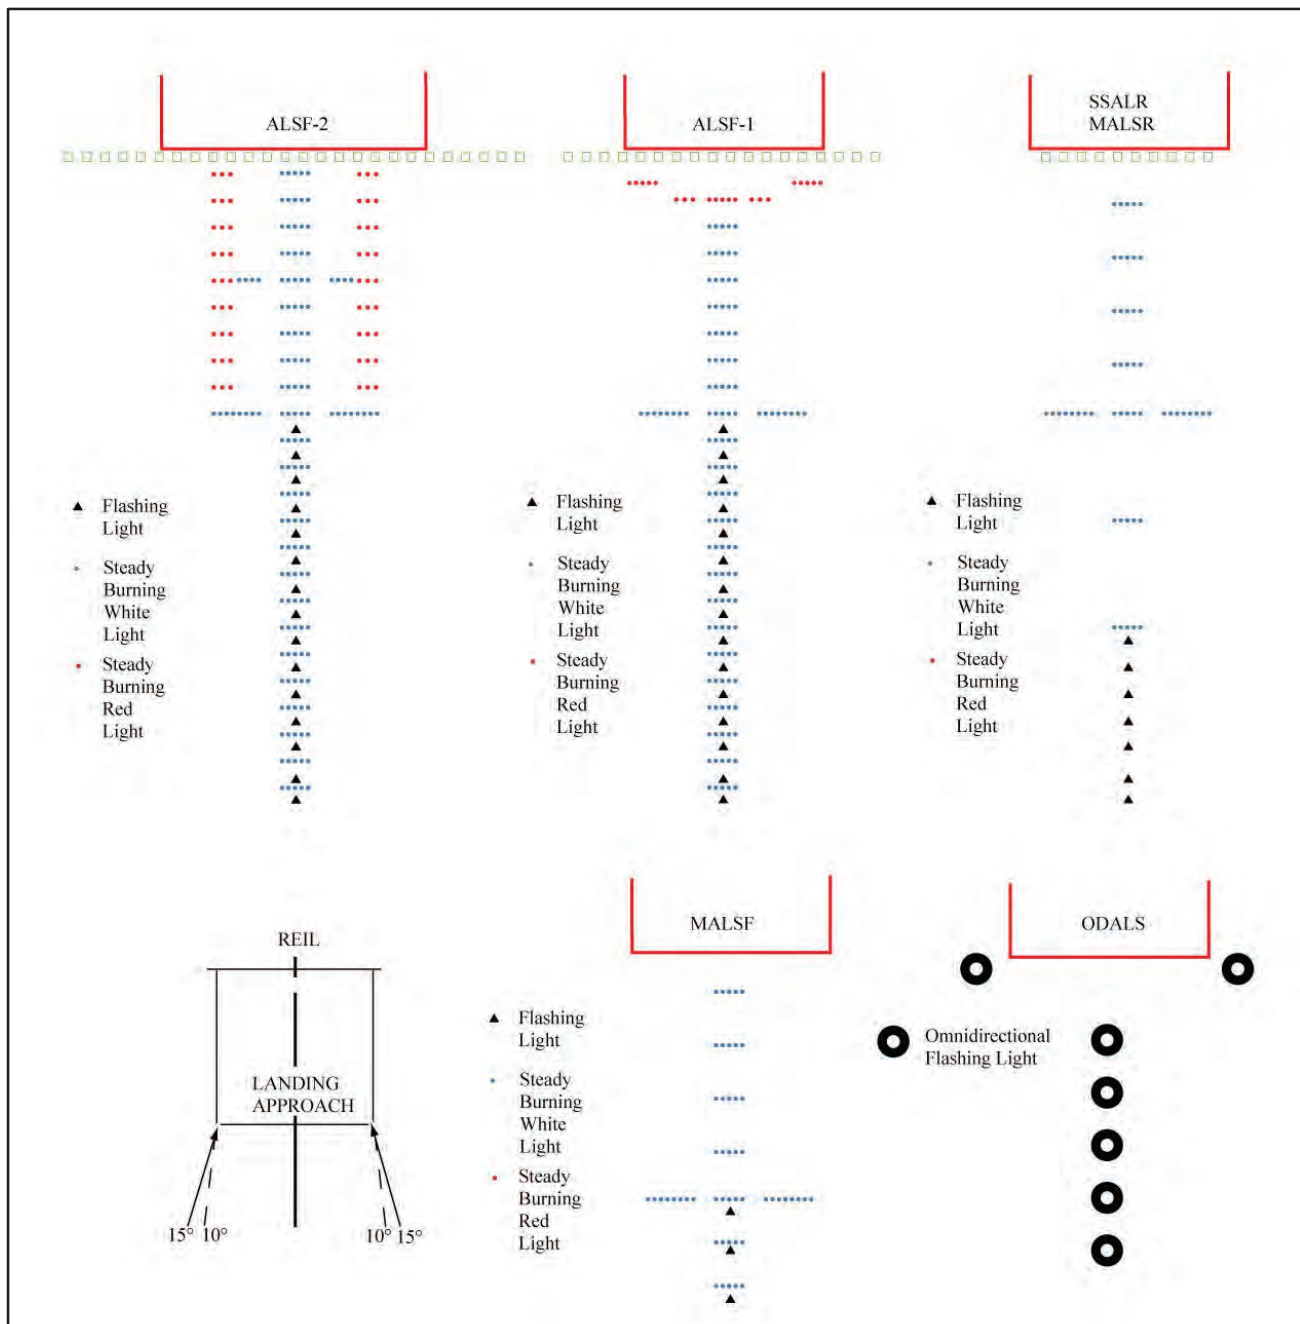 ALSF-2
ALSF-1
SSALR
MALSR
Flashing
Light
Steady
Burning
White
Light
Steady
Burning
Red
Light
Flashing
Light
Steady
Burning
White
Light
Steady
Burning
Red
Light
Flashing
Light
Steady
Burning
White
Light
Steady
Burning
Red
Light
REIL
LANDING
APPROACH
15° 10°
10° 15°
MALSF
Flashing
Light
Steady
Burning
White
Light
Steady
Burning
Red
Light
ODALS
Omnidirectional
Flashing Light